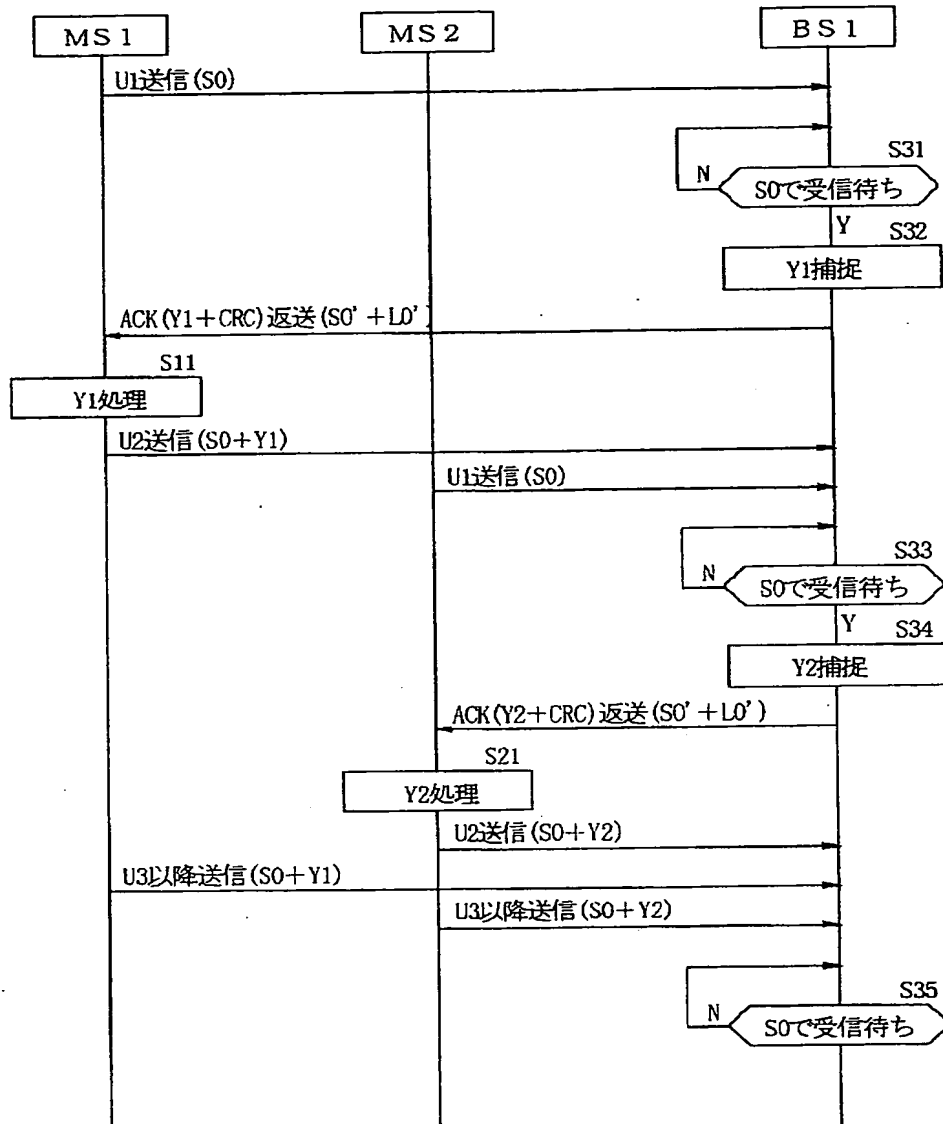 MS1
MS2
BS1
U1送信(S0)
S31
N
S0で受信待ち
Y
S32
Y1捕捉
ACK(Y1+CRC)返送(S0'+L0'
S11
Y1処理
U2送信(S0+Y1)
U1送信(S0)
S33
N
S0で受信待ち
Y
S34
Y2捕捉
ACK(Y2+CRC)返送(S0'+L0')
S21
Y2処理
U2送信(S0+Y2)
U3以降送信(S0+Y1)
U3以降送信(S0+Y2)
S35
N
S0で受信待ち